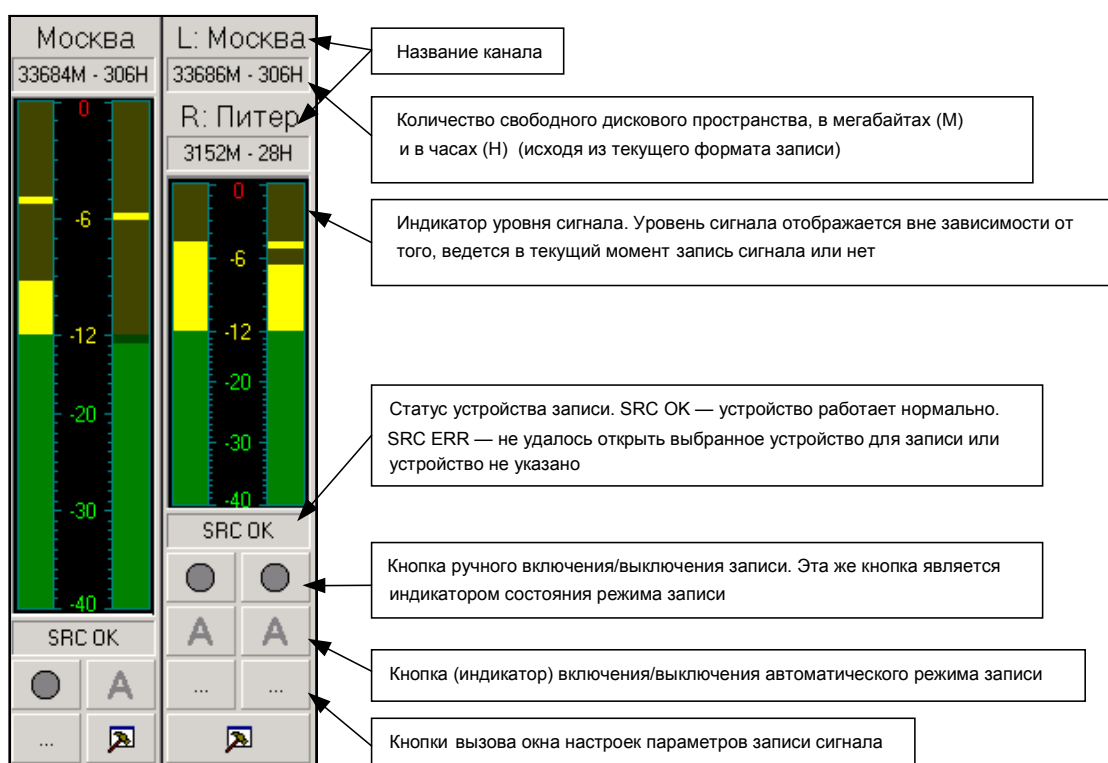 Москва
33684M - 306H
0
-6
-12
-20
-30
-40
SRC OK
A
...
L: Москва
33686M - 306H
R: Питер
3152M - 28H
0
-6
-12
-20
-30
-40
SRC OK
A A
... ...
Название канала
Количество свободного дискового пространства, в мегабайтах (М)
и в часах (Н) (исходя из текущего формата записи)
Индикатор уровня сигнала. Уровень сигнала отображается вне зависимости от
того, ведется в текущий момент запись сигнала или нет
Статус устройства записи. SRC OK — устройство работает нормально.
SRC ERR — не удалось открыть выбранное устройство для записи или
устройство не указано
Кнопка ручного включения/выключения записи. Эта же кнопка является
индикатором состояния режима записи
Кнопка (индикатор) включения/выключения автоматического режима записи
Кнопки вызова окна настроек параметров записи сигнала